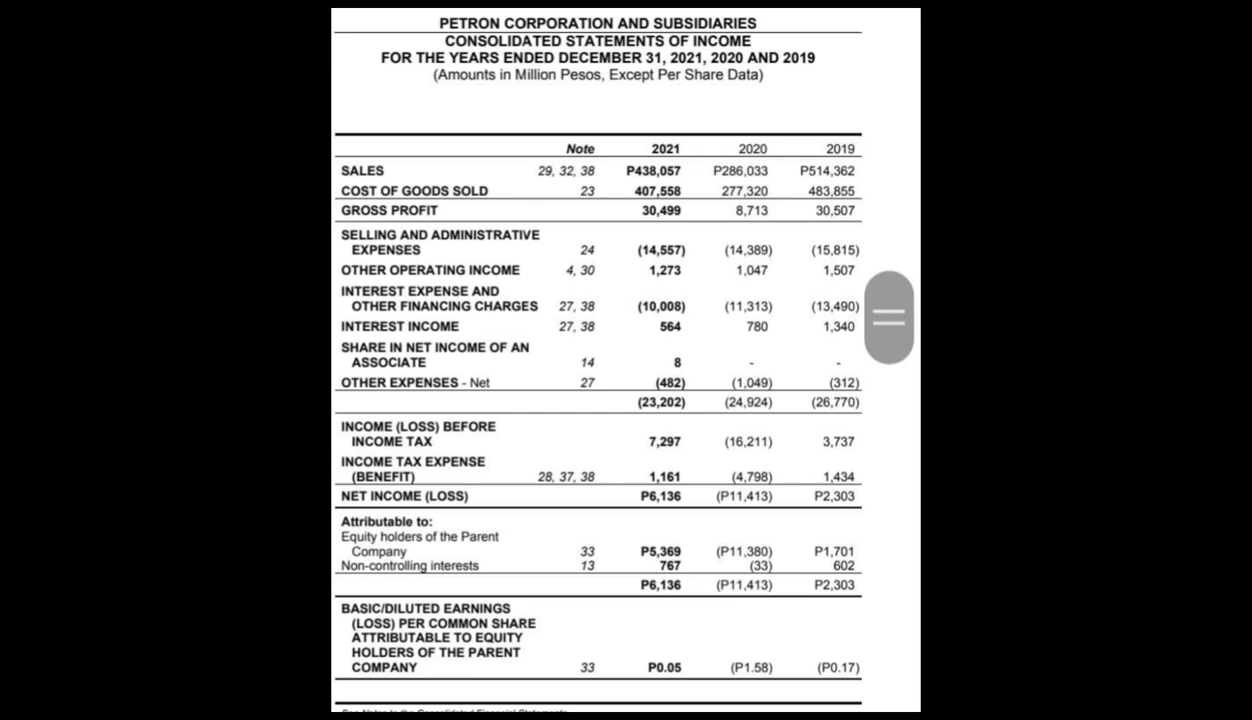 PETRON CORPORATION AND SUBSIDIARIES
CONSOLIDATED STATEMENTS OF INCOME
FOR THE YEARS ENDED DECEMBER 31, 2021, 2020 AND 2019
(Amounts in Million Pesos, Except Per Share Data)
Note 2021 2020 2019
SALES 29, 32, 38 P438,057 P286,033 P514,362
COST OF GOODS SOLD 23 407,558 277,320 483,855
GROSS PROFIT 30,499 8,713 30,507
SELLING AND ADMINISTRATIVE
EXPENSES 24 (14,557) (14,389) (15,815)
OTHER OPERATING INCOME 4, 30 1,273 1,047 1,507
INTEREST EXPENSE AND
OTHER FINANCING CHARGES 27, 38 (10,008) (11,313) (13,490)
INTEREST INCOME 27, 38 564 780 1,340
SHARE IN NET INCOME OF AN
ASSOCIATE 14 8 - -
OTHER EXPENSES - Net 27 (482) (1,049) (312)
(23,202) (24,924) (26,770)
INCOME (LOSS) BEFORE
INCOME TAX 7,297 (16,211) 3,737
INCOME TAX EXPENSE
(BENEFIT) 28, 37, 38 1,161 (4,798) 1,434
NET INCOME (LOSS) P6,136 (P11,413) P2,303
Attributable to:
Equity holders of the Parent
Company 33 P5,369 (P11,380) P1,701
Non-controlling interests 13 767 (33) 602
P6,136 (P11,413) P2,303
BASIC/DILUTED EARNINGS
(LOSS) PER COMMON SHARE
ATTRIBUTABLE TO EQUITY
HOLDERS OF THE PARENT
COMPANY 33 P0.05 (P1.58) (P0.17)